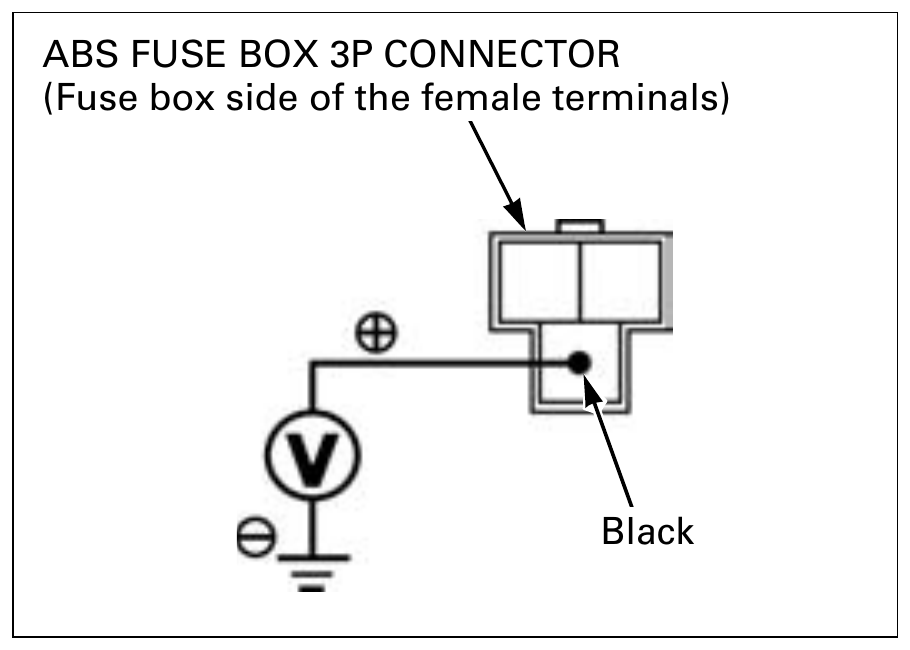 ABS FUSE BOX 3P CONNECTOR
(Fuse box side of the female terminals)
⊕
V
⊖
Black